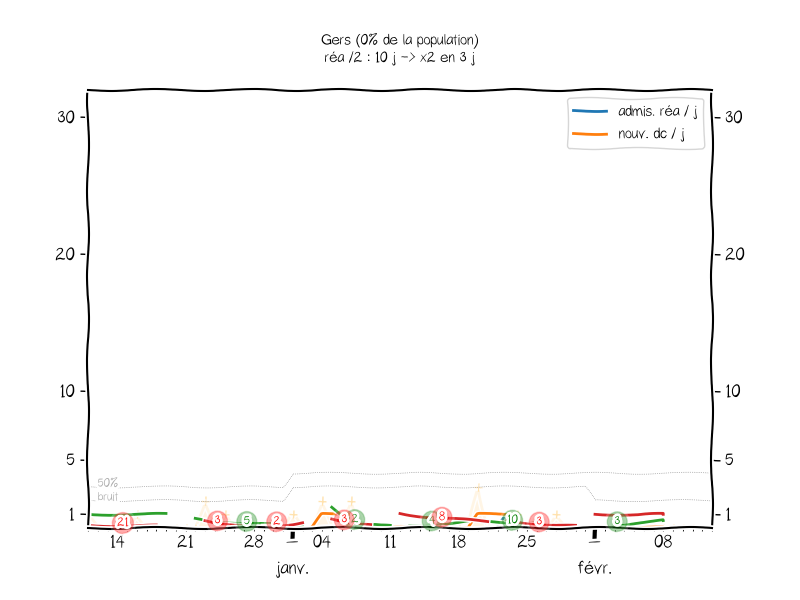 Gers (0% de la population)
réa /2 : 10 j -> x2 en 3 j
admis. réa / j
nouv. dc / j
30 30
20 20
10 10
5 5
50%
bruit
1 1
21 3 5 2 3 2 8 10 3 3
14 21 28 04 11 18 25 08
janv. févr.